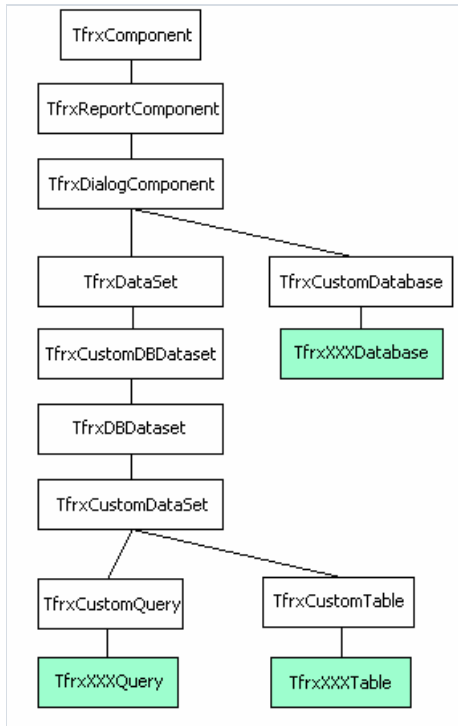 TfrxComponent
TfrxReportComponent
TfrxDialogComponent
TfrxDataSet
TfrxCustomDatabase
TfrxCustomDBDataset
TfrxXXXDatabase
TfrxDBDataset
TfrxCustomDataSet
TfrxCustomQuery
TfrxCustomTable
TfrxXXXQuery
TfrxXXXTable